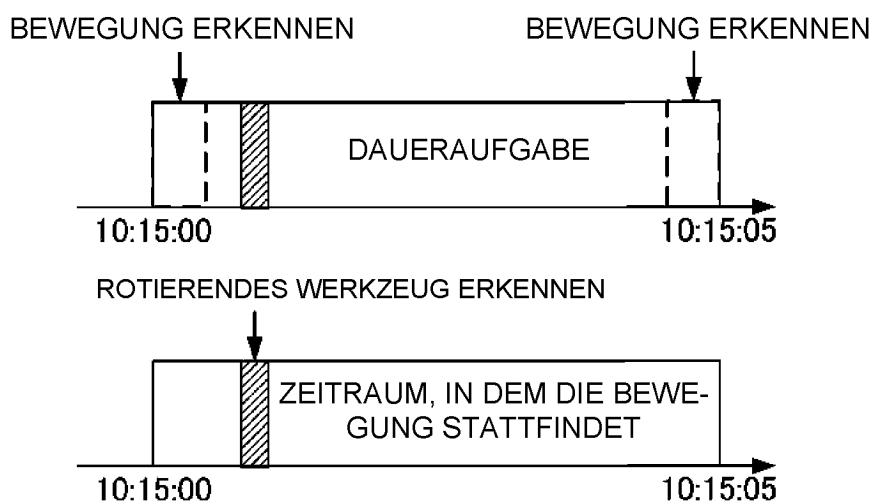 BEWEGUNG ERKENNEN
BEWEGUNG ERKENNEN
DAUERAUFGABE
10:15:00
10:15:05
ROTIERENDES WERKZEUG ERKENNEN
ZEITRAUM, IN DEM DIE BEWE-
GUNG STATTFINDET
10:15:00
10:15:05